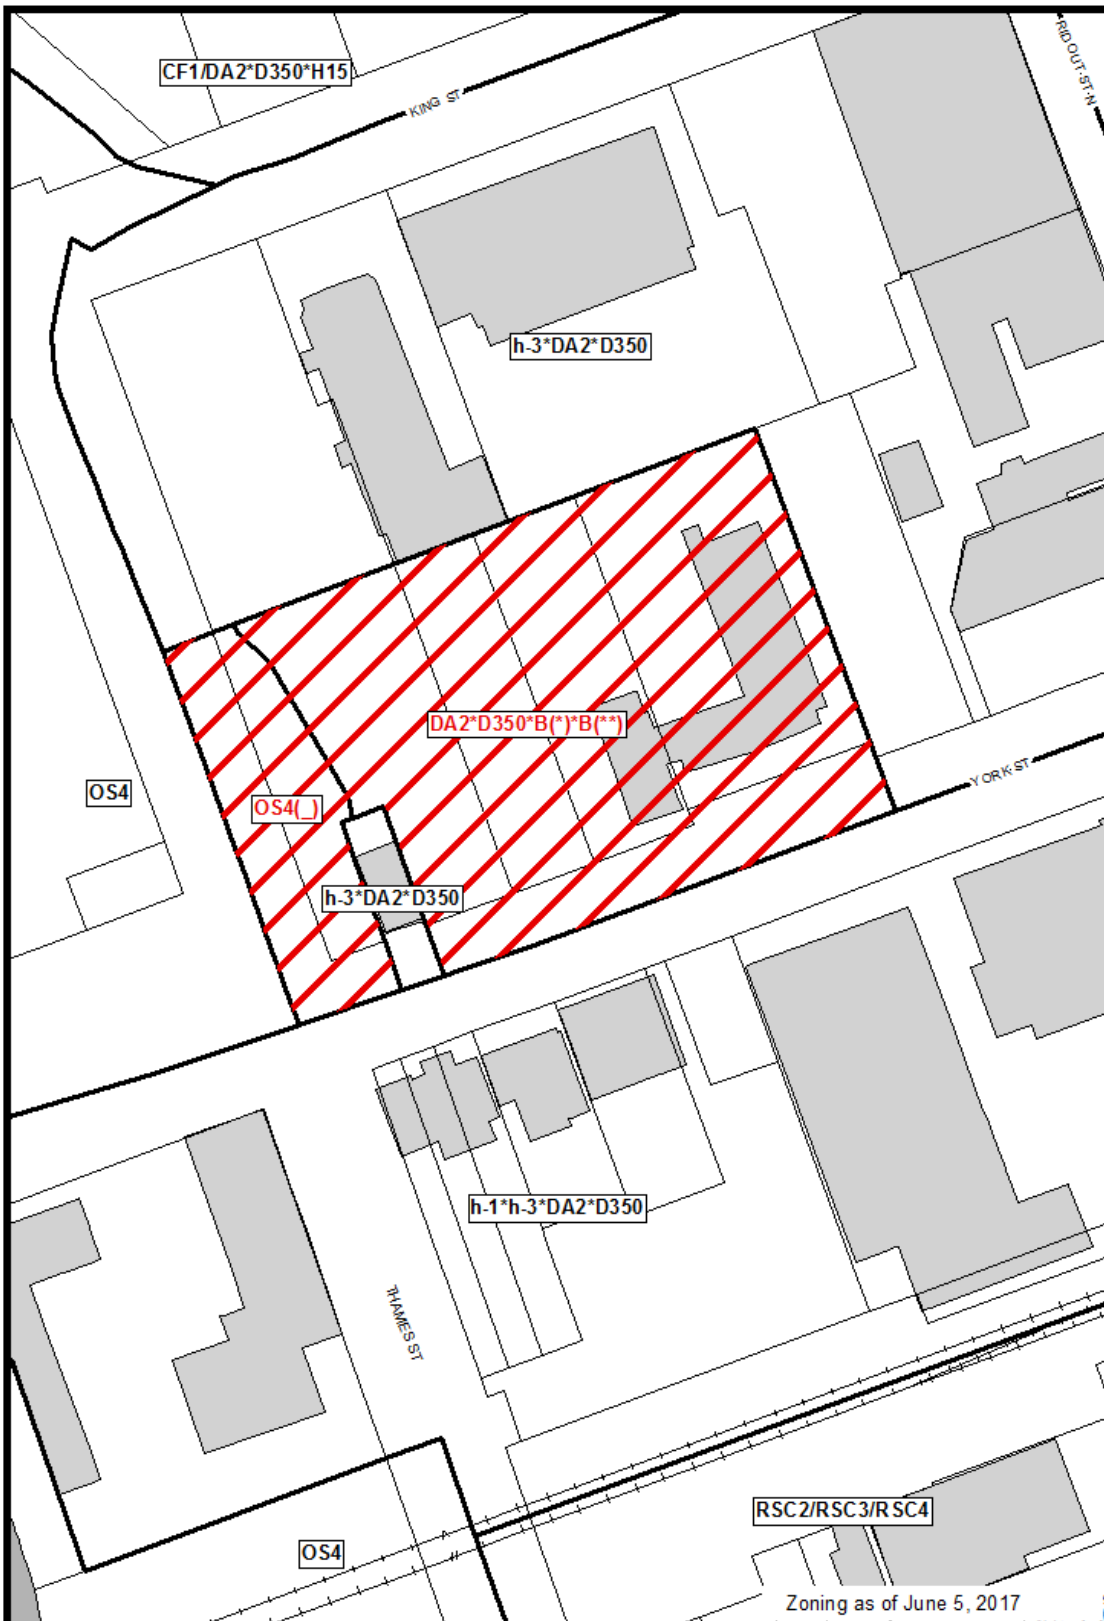 CF1/DA2*D350*H15
KING ST
RIDOUT-ST-N
h-3*DA2*D350
DA2*D350*B(*)*B(**)
YORK-ST
OS4
OS4(_)
h-3*DA2*D350
h-1*h-3*DA2*D350
THAMES ST
RSC2/RSC3/RSC4
OS4
Zoning as of June 5, 2017